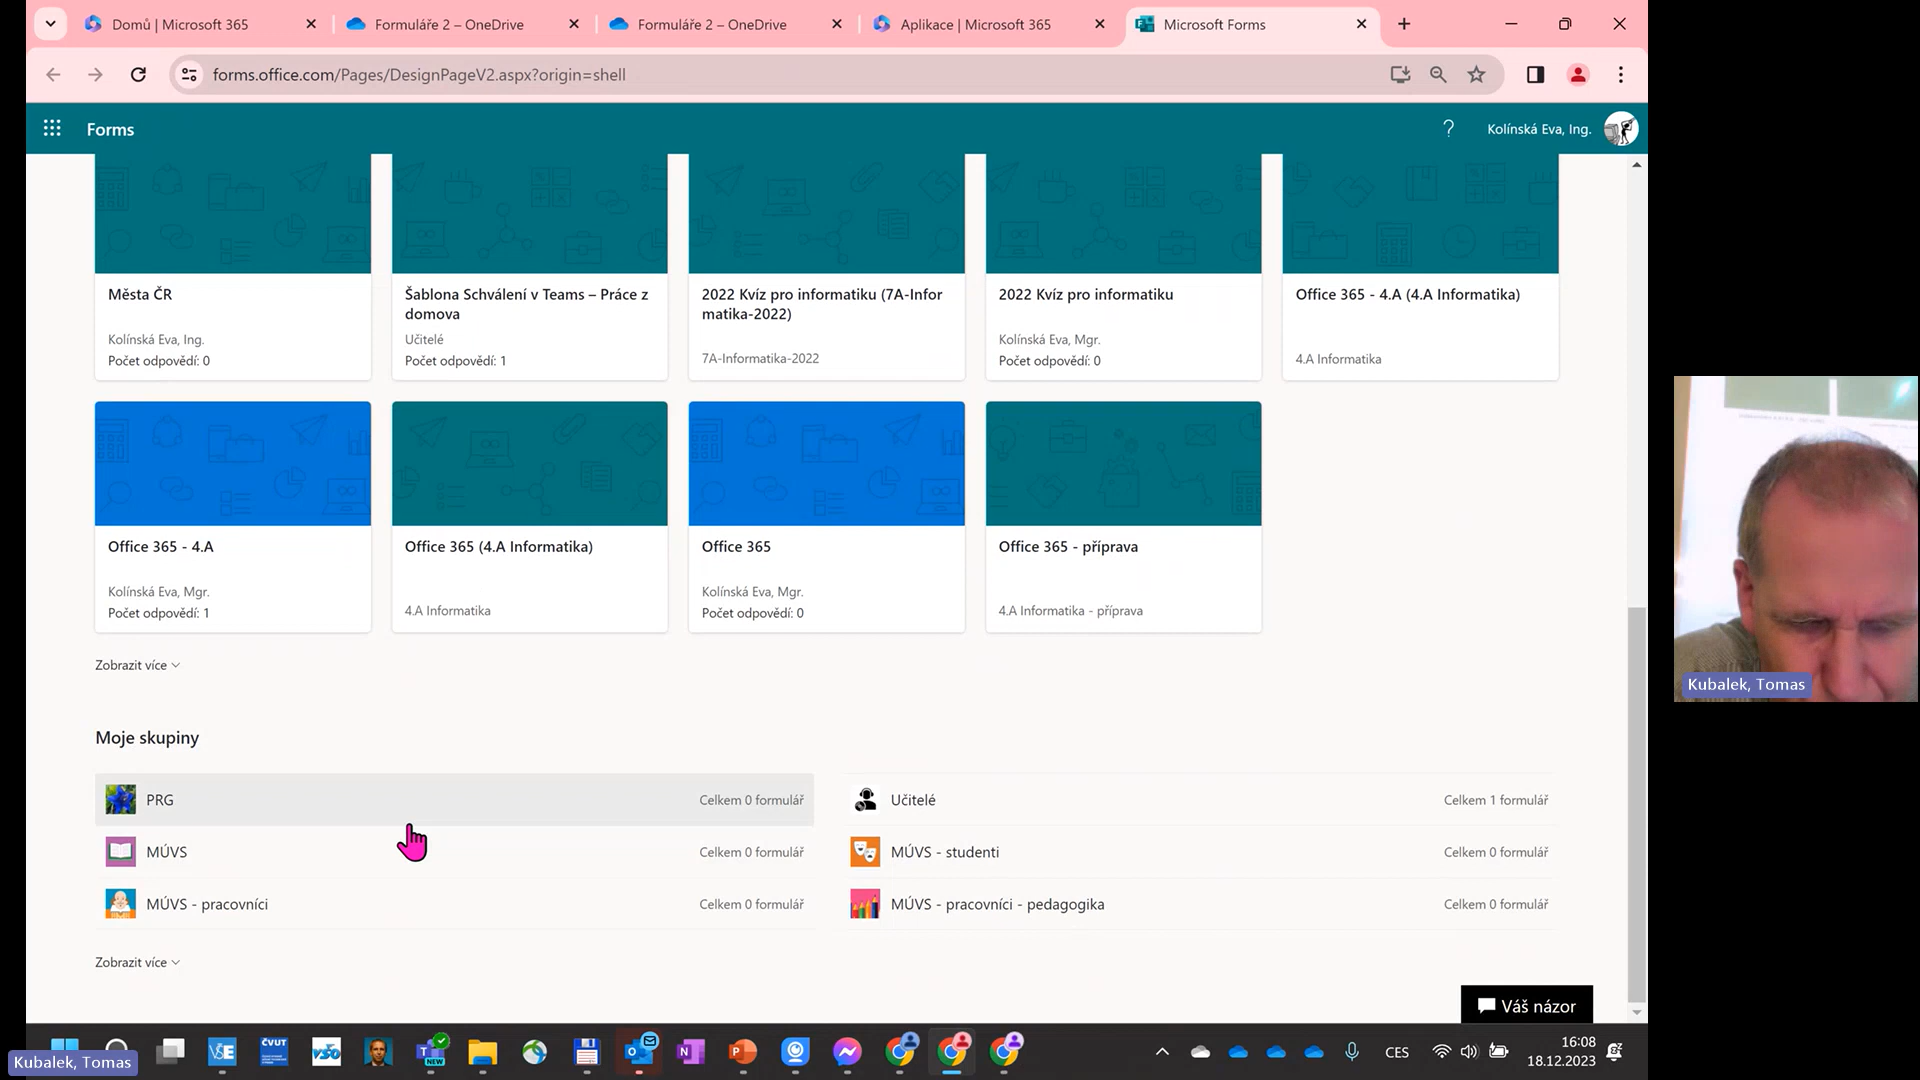 Domů | Microsoft 365
Formuláře 2 – OneDrive
Formuláře 2 – OneDrive
Aplikace | Microsoft 365
Microsoft Forms
forms.office.com/Pages/DesignPageV2.aspx?origin=shell
Forms
?
Kolínská Eva, Ing.
Města ČR
Kolínská Eva, Ing.
Počet odpovědí: 0
Šablona Schválení v Teams – Práce z
domova
Učitelé
Počet odpovědí: 1
2022 Kvíz pro informatiku (7A-Infor
matika-2022)
7A-Informatika-2022
2022 Kvíz pro informatiku
Kolínská Eva, Mgr.
Počet odpovědí: 0
Office 365 - 4.A (4.A Informatika)
4.A Informatika
Office 365 - 4.A
Kolínská Eva, Mgr.
Počet odpovědí: 1
Office 365 (4.A Informatika)
4.A Informatika
Office 365
Kolínská Eva, Mgr.
Počet odpovědí: 0
Office 365 - příprava
4.A Informatika - příprava
Zobrazit více
Moje skupiny
PRG
Celkem 0 formulář
Učitelé
Celkem 1 formulář
MÚVS
Celkem 0 formulář
MÚVS - studenti
Celkem 0 formulář
MÚVS - pracovníci
Celkem 0 formulář
MÚVS - pracovníci - pedagogika
Celkem 0 formulář
Zobrazit více
Váš názor
Kubalek, Tomas
Kubalek, Tomas
ČVUT
NEW
CES
16:08
18.12.2023